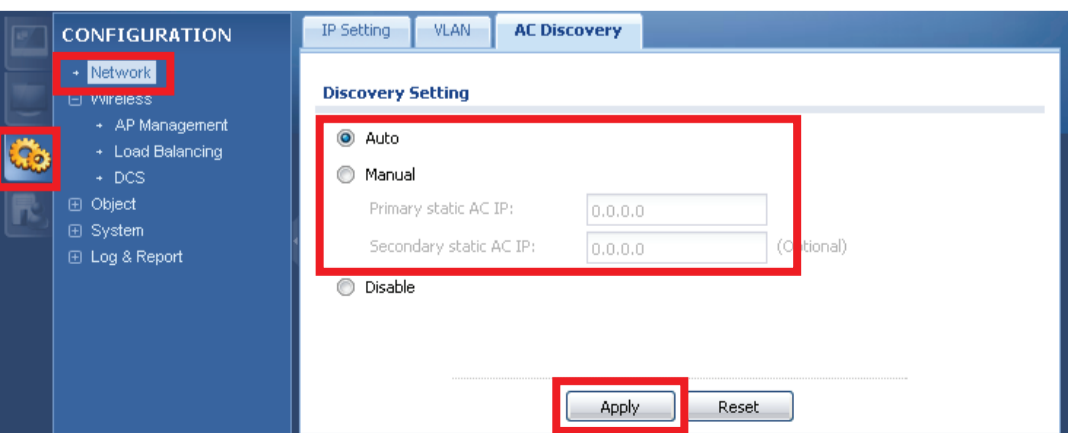 CONFIGURATION
Network
Wireless
AP Management
Load Balancing
DCS
Object
System
Log & Report
IP Setting VLAN AC Discovery
Discovery Setting
Auto
Manual
Primary static AC IP: 0.0.0.0
Secondary static AC IP: 0.0.0.0 (Optional)
Disable
Apply Reset